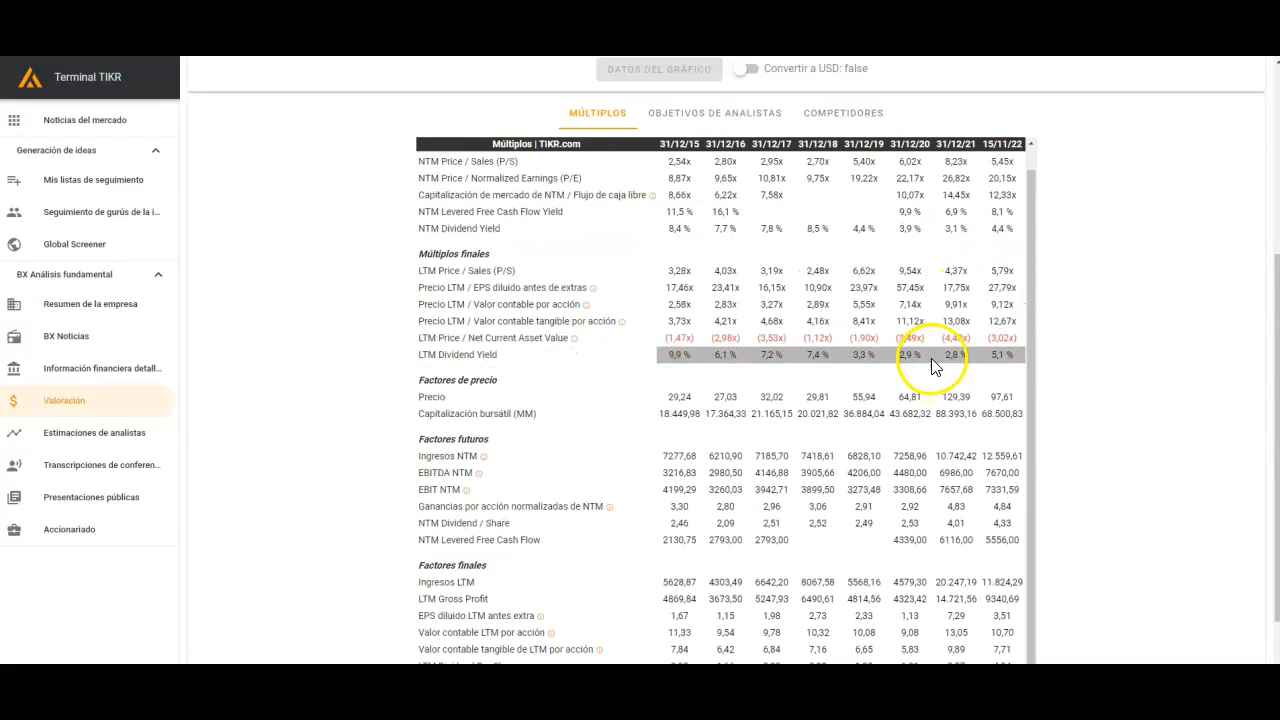 Terminal TIKR
Noticias del mercado
Generación de ideas
Mis listas de seguimiento
Seguimiento de gurús de la i...
Global Screener
BX Análisis fundamental
Resumen de la empresa
BX Noticias
Información financiera detall...
Valoración
Estimaciones de analistas
Transcripciones de conferen...
Presentaciones públicas
Accionariado
DATOS DEL GRÁFICO Convertir a USD: false
MÚLTIPLOS OBJETIVOS DE ANALISTAS COMPETIDORES
Múltiplos | TIKR.com 31/12/15 31/12/16 31/12/17 31/12/18 31/12/19 31/12/20 31/12/21 15/11/22
NTM Price / Sales (P/S) 2,54x 2,80x 2,95x 2,70x 5,40x 6,02x 8,23x 5,45x
NTM Price / Normalized Earnings (P/E) 8,87x 9,65x 10,81x 9,75x 19,22x 22,17x 26,82x 20,15x
Capitalización de mercado de NTM / Flujo de caja libre 8,66x 6,22x 7,58x 10,07x 14,45x 12,33x
NTM Levered Free Cash Flow Yield 11,5 % 16,1 % 9,9 % 6,9 % 8,1 %
NTM Dividend Yield 8,4 % 7,7 % 7,8 % 8,5 % 4,4 % 3,9 % 3,1 % 4,4 %
Múltiplos finales
LTM Price / Sales (P/S) 3,28x 4,03x 3,19x 2,48x 6,62x 9,54x 4,37x 5,79x
Precio LTM / EPS diluido antes de extras 17,46x 23,41x 16,15x 10,90x 23,97x 57,45x 17,75x 27,79x
Precio LTM / Valor contable por acción 2,58x 2,83x 3,27x 2,89x 5,55x 7,14x 9,91x 9,12x
Precio LTM / Valor contable tangible por acción 3,73x 4,21x 4,68x 4,16x 8,41x 11,12x 13,08x 12,67x
LTM Price / Net Current Asset Value (1,47x) (2,98x) (3,53x) (1,12x) (1,90x) (3,02x)
LTM Dividend Yield 9,9 % 6,1 % 7,2 % 7,4 % 3,3 % 2,9 % 2,8 % 5,1 %
Factores de precio
Precio 29,24 27,03 32,02 29,81 55,94 64,81 129,39 97,61
Capitalización bursátil (MM) 18.449,98 17.364,33 21.165,15 20.021,82 36.884,04 43.682,32 88.393,16 68.500,83
Factores futuros
Ingresos NTM 7277,68 6210,90 7185,70 7418,61 6828,10 7258,96 10.742,42 12.559,61
EBITDA NTM 3216,83 2980,50 4146,88 3905,66 4206,00 4480,00 6986,00 7670,00
EBIT NTM 4199,29 3260,03 3942,71 3899,50 3273,48 3308,66 7657,68 7331,59
Ganancias por acción normalizadas de NTM 3,30 2,80 2,96 3,06 2,91 2,92 4,83 4,84
NTM Dividend / Share 2,46 2,09 2,51 2,52 2,49 2,53 4,01 4,33
NTM Levered Free Cash Flow 2130,75 2793,00 2793,00 4339,00 6116,00 5556,00
Factores finales
Ingresos LTM 5628,87 4303,49 6642,20 8067,58 5568,16 4579,30 20.247,19 11.824,29
LTM Gross Profit 4869,84 3673,50 5247,93 6490,61 4814,56 4323,42 14.721,56 9340,69
EPS diluido LTM antes extra 1,67 1,15 1,98 2,73 2,33 1,13 7,29 3,51
Valor contable LTM por acción 11,33 9,54 9,78 10,32 10,08 9,08 13,05 10,70
Valor contable tangible de LTM por acción 7,84 6,42 6,84 7,16 6,65 5,83 9,89 7,71